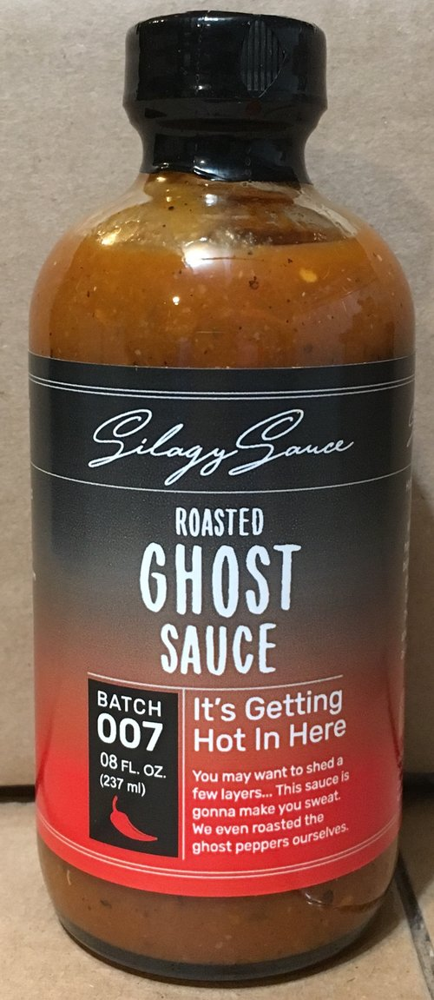 Silagy Sauce
ROASTED
GHOST
SAUCE
BATCH
007
08 FL. OZ.
(237 ml)
It's Getting
Hot In Here
You may want to shed a
few layers... This sauce is
gonna make you sweat.
We even roasted the
ghost peppers ourselves.